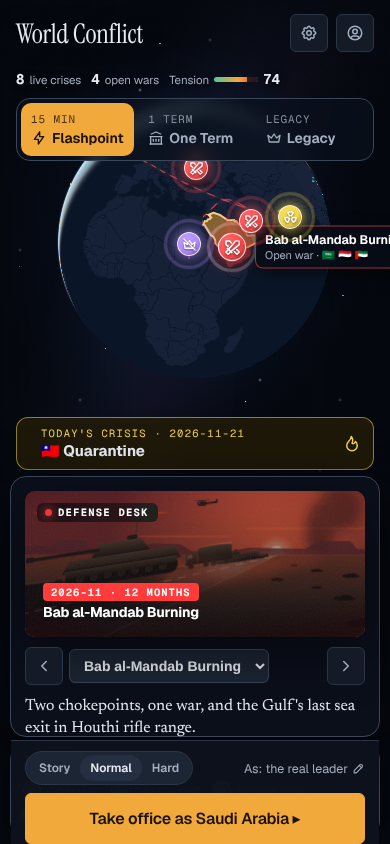 World Conflict
8 live crises 4 open wars Tension 74
15 MIN
Flashpoint
1 TERM
One Term
LEGACY
Legacy
Bab al-Mandab Burni
Open war ·
TODAY'S CRISIS · 2026-11-21
Quarantine
DEFENSE DESK
2026-11 · 12 MONTHS
Bab al-Mandab Burning
Bab al-Mandab Burning
Two chokepoints, one war, and the Gulf's last sea
exit in Houthi rifle range.
Story Normal Hard As: the real leader
Take office as Saudi Arabia ▸